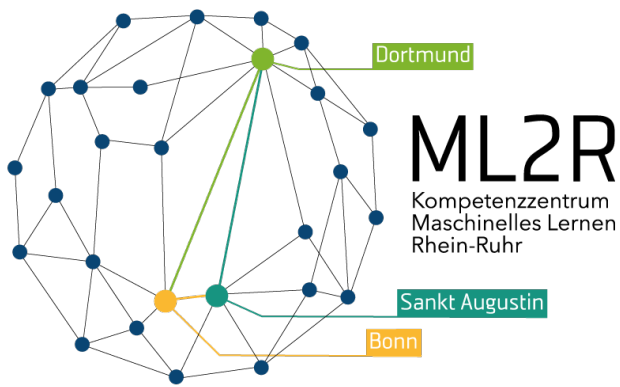 Dortmund
ML2R
Kompetenzzentrum
Maschinelles Lernen
Rhein-Ruhr
Sankt Augustin
Bonn